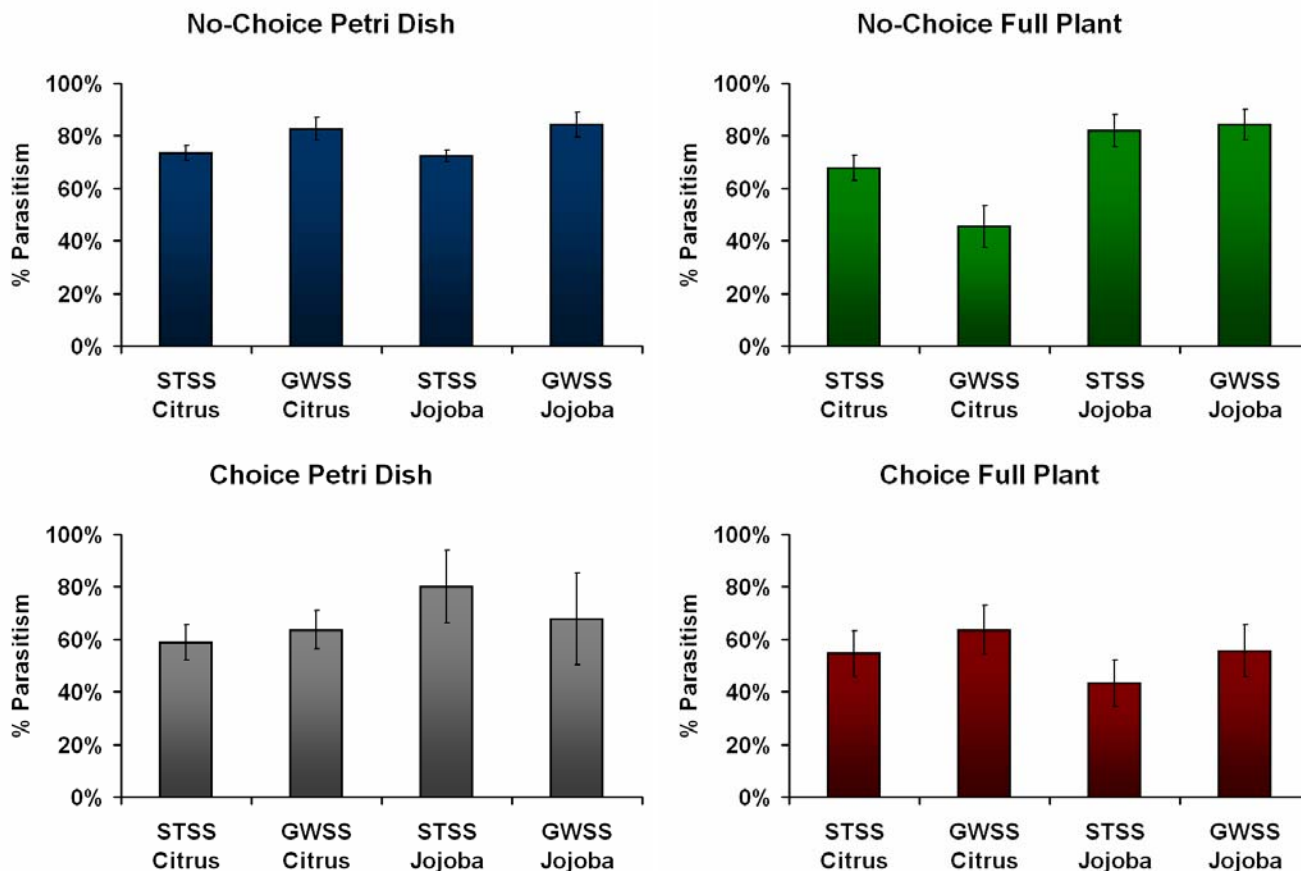 No-Choice Petri Dish
% Parasitism
100%
80%
60%
40%
20%
0%
STSS GWSS STSS GWSS
Citrus Citrus Jojoba Jojoba
No-Choice Full Plant
% Parasitism
100%
80%
60%
40%
20%
0%
STSS GWSS STSS GWSS
Citrus Citrus Jojoba Jojoba
Choice Petri Dish
% Parasitism
100%
80%
60%
40%
20%
0%
STSS GWSS STSS GWSS
Citrus Citrus Jojoba Jojoba
Choice Full Plant
% Parasitism
100%
80%
60%
40%
20%
0%
STSS GWSS STSS GWSS
Citrus Citrus Jojoba Jojoba